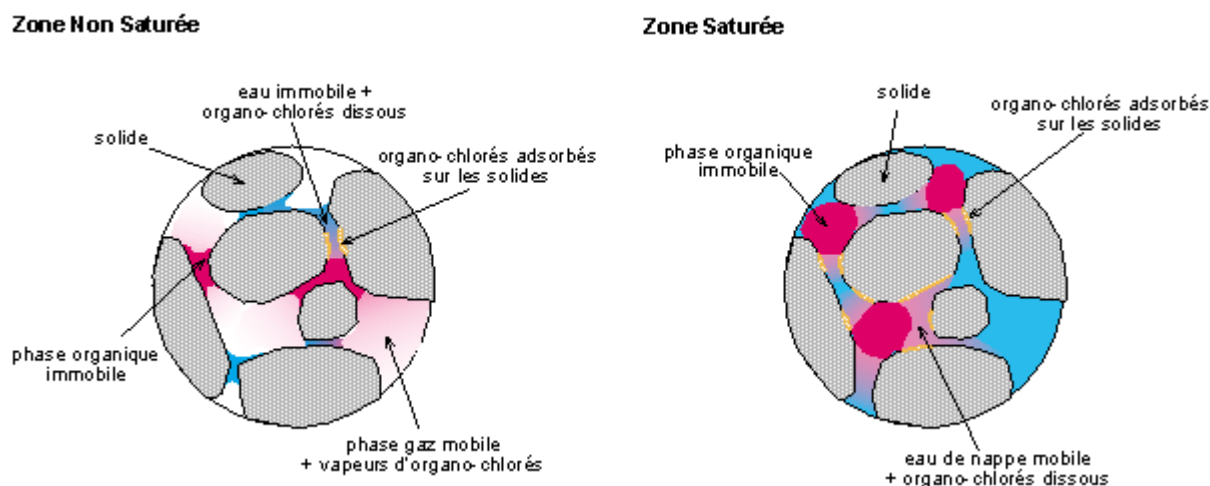 Zone Non Saturée
eau immobile +
organo-chlorés dissous
solide
organo-chlorés adsorbés
sur les solides
phase organique
immobile
phase gaz mobile
+ vapeurs d'organo-chlorés
Zone Saturée
solide
organo-chlorés adsorbés
sur les solides
phase organique
immobile
eau de nappe mobile
+ organo-chlorés dissous